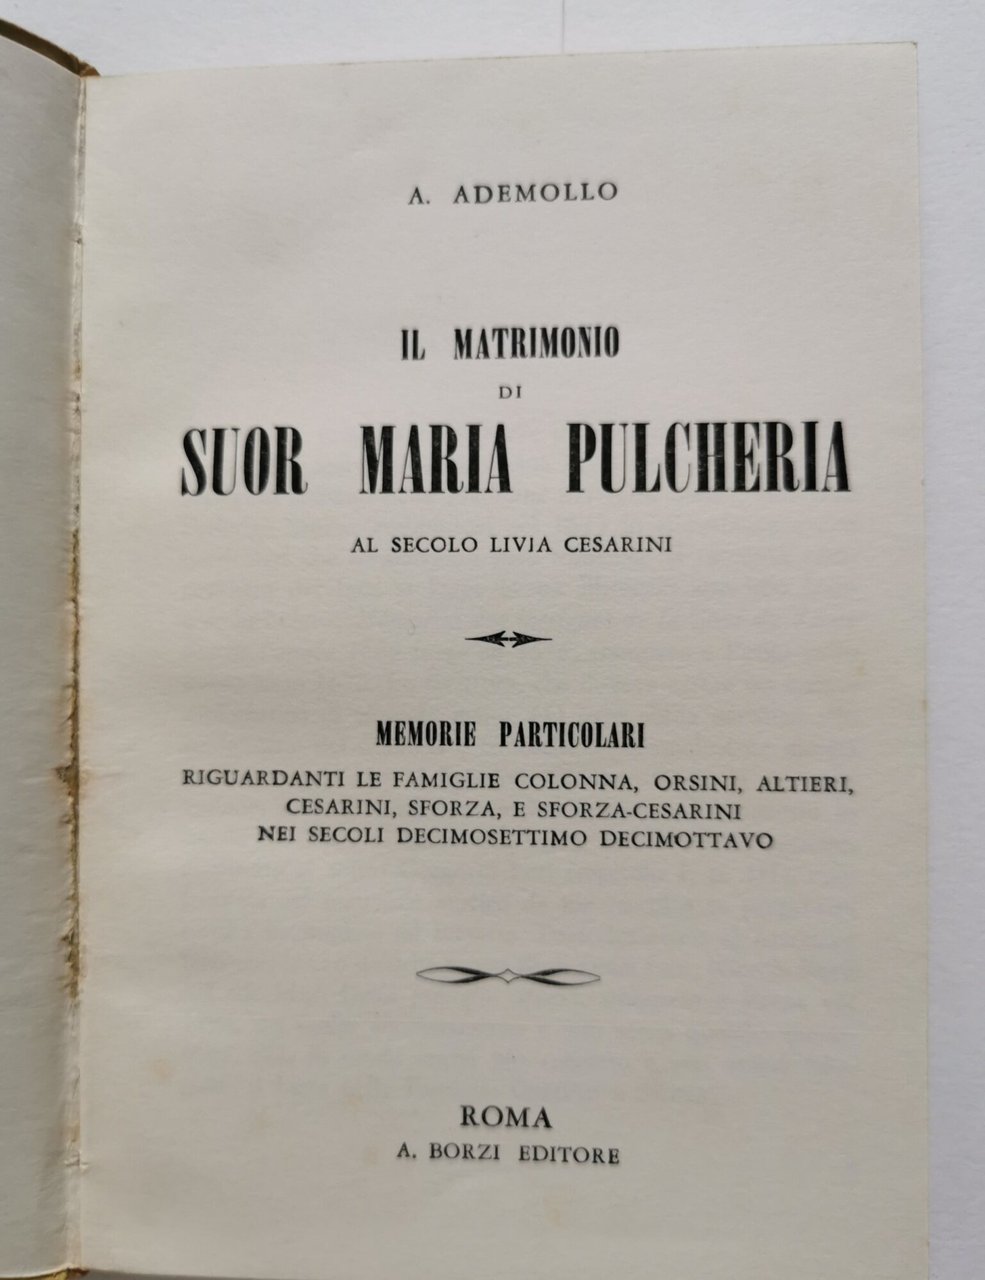 A. ADEMOLLO
IL MATRIMONIO
DI
SUOR MARIA PULCHERIA
AL SECOLO LIVIA CESARINI
MEMORIE PARTICOLARI
RIGUARDANTI LE FAMIGLIE COLONNA, ORSINI, ALTIERI,
CESARINI, SFORZA, E SFORZA-CESARINI
NEI SECOLI DECIMOSETTIMO DECIMOTTAVO
ROMA
A. BORZI EDITORE